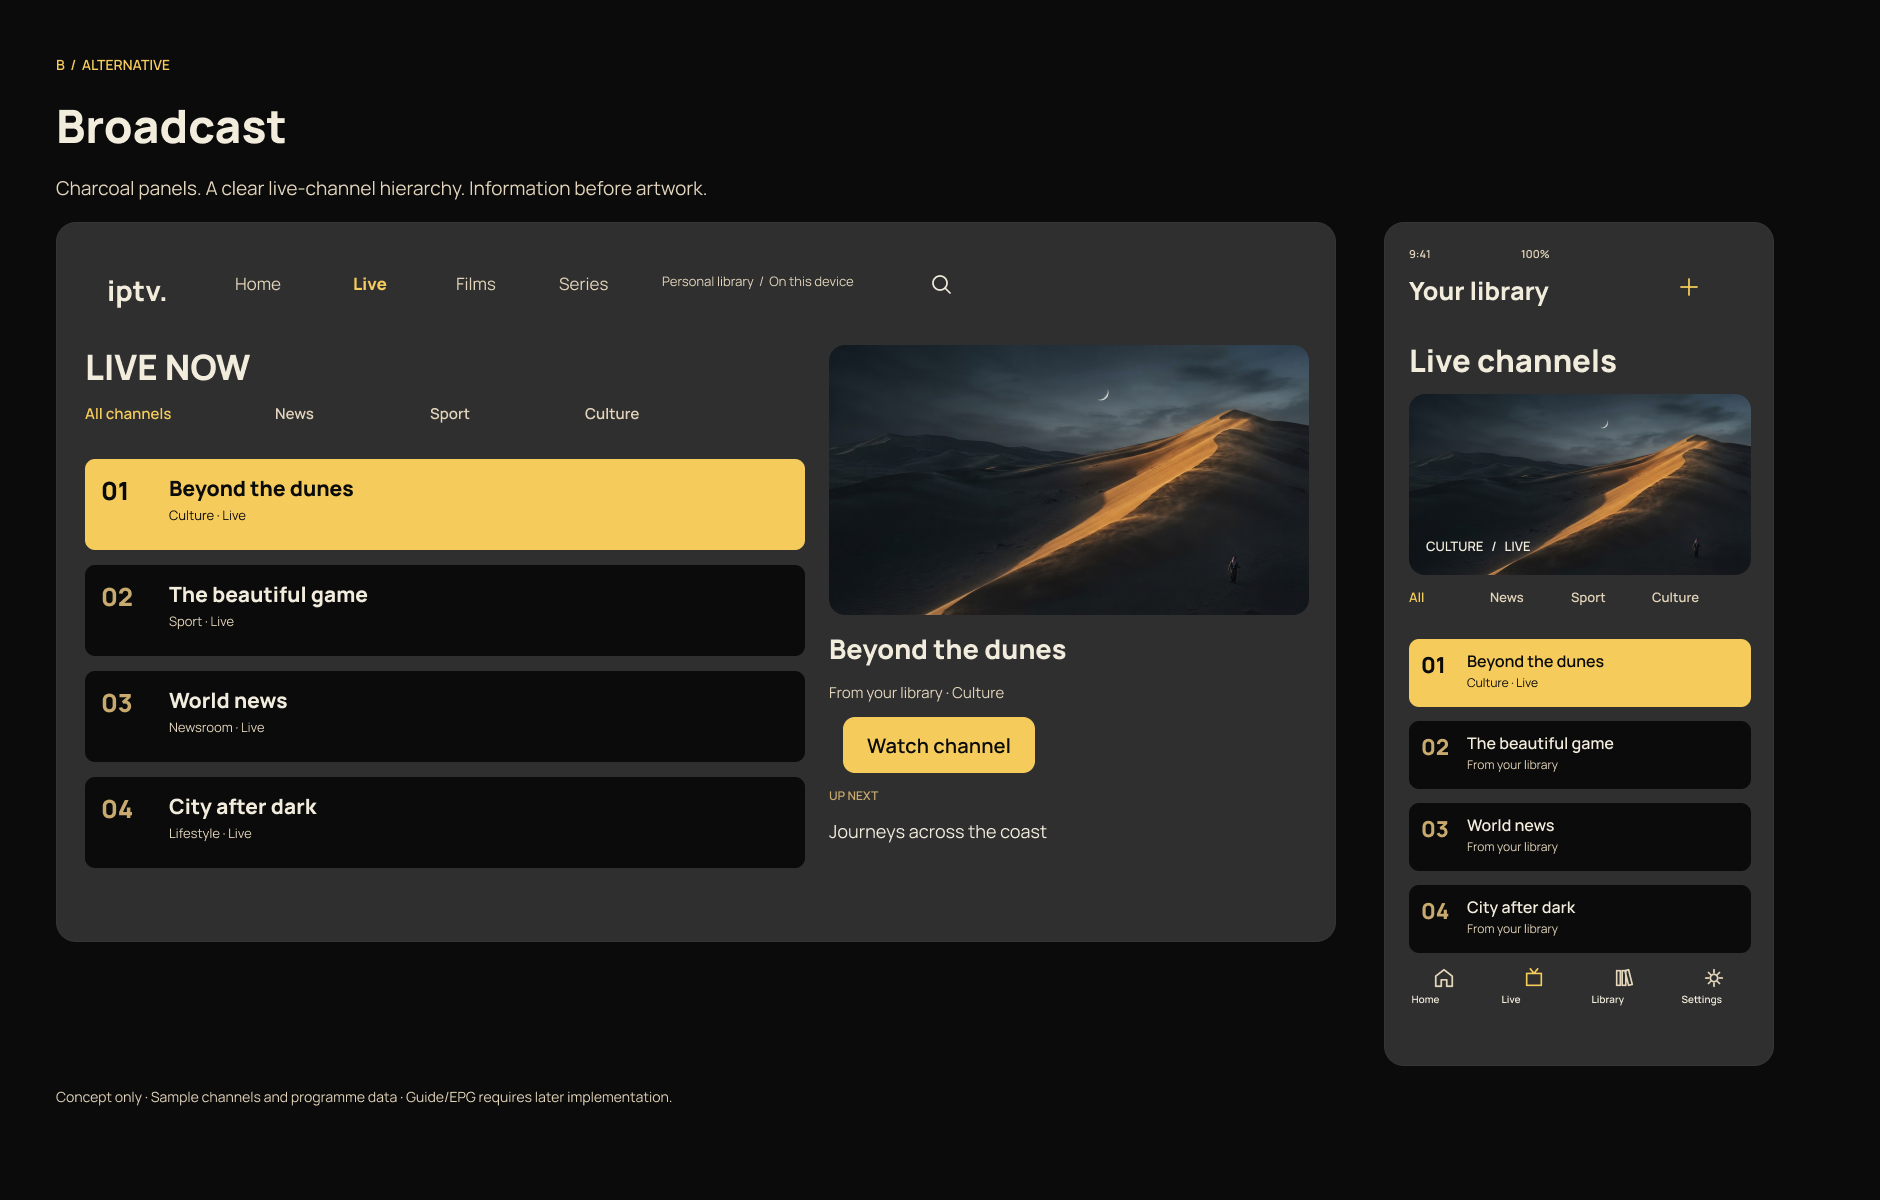 B / ALTERNATIVE
Broadcast
Charcoal panels. A clear live-channel hierarchy. Information before artwork.
iptv.
Home
Live
Films
Series
Personal library / On this device
LIVE NOW
All channels
News
Sport
Culture
01
Beyond the dunes
Culture · Live
02
The beautiful game
Sport · Live
03
World news
Newsroom · Live
04
City after dark
Lifestyle · Live
Beyond the dunes
From your library · Culture
Watch channel
UP NEXT
Journeys across the coast
9:41
100%
Your library
Live channels
CULTURE / LIVE
All
News
Sport
Culture
01
Beyond the dunes
Culture · Live
02
The beautiful game
From your library
03
World news
From your library
04
City after dark
From your library
Home
Live
Library
Settings
Concept only · Sample channels and programme data · Guide/EPG requires later implementation.